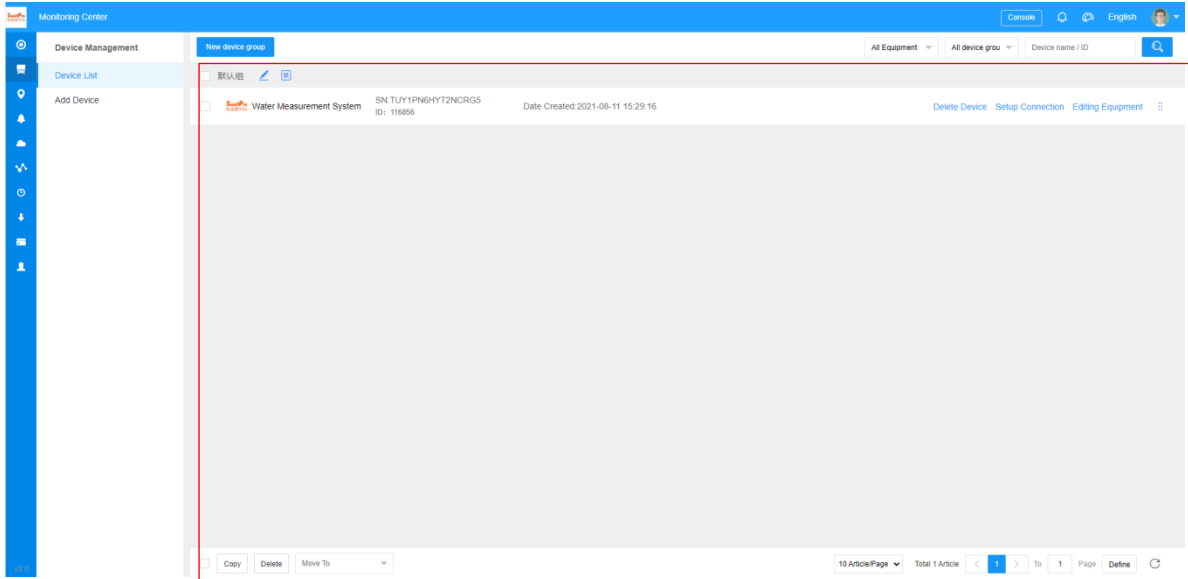 Monitoring Center
Console
English
Device Management
New device group
All Equipment
All device grou
Device name / ID
Device List
默认组
默
Add Device
Water Measurement System
SN:TUY1PN6HYT2NCRG5
ID: 116856
Date Created:2021-08-11 15:29:16
Delete Device Setup Connection Editing Equipment
v2.0
Copy
Delete
Move To
10 Article/Page
Total 1 Article
<
1
>
To
1
Page
Define